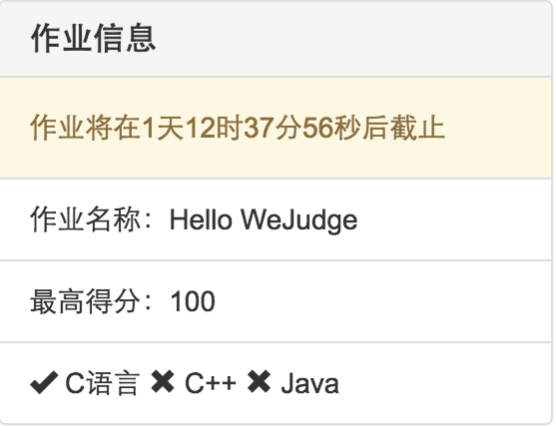 作业信息
作业将在1天12时37分56秒后截止
作业名称：Hello WeJudge
最高得分：100
✔ C语言 ✖ C++ ✖ Java